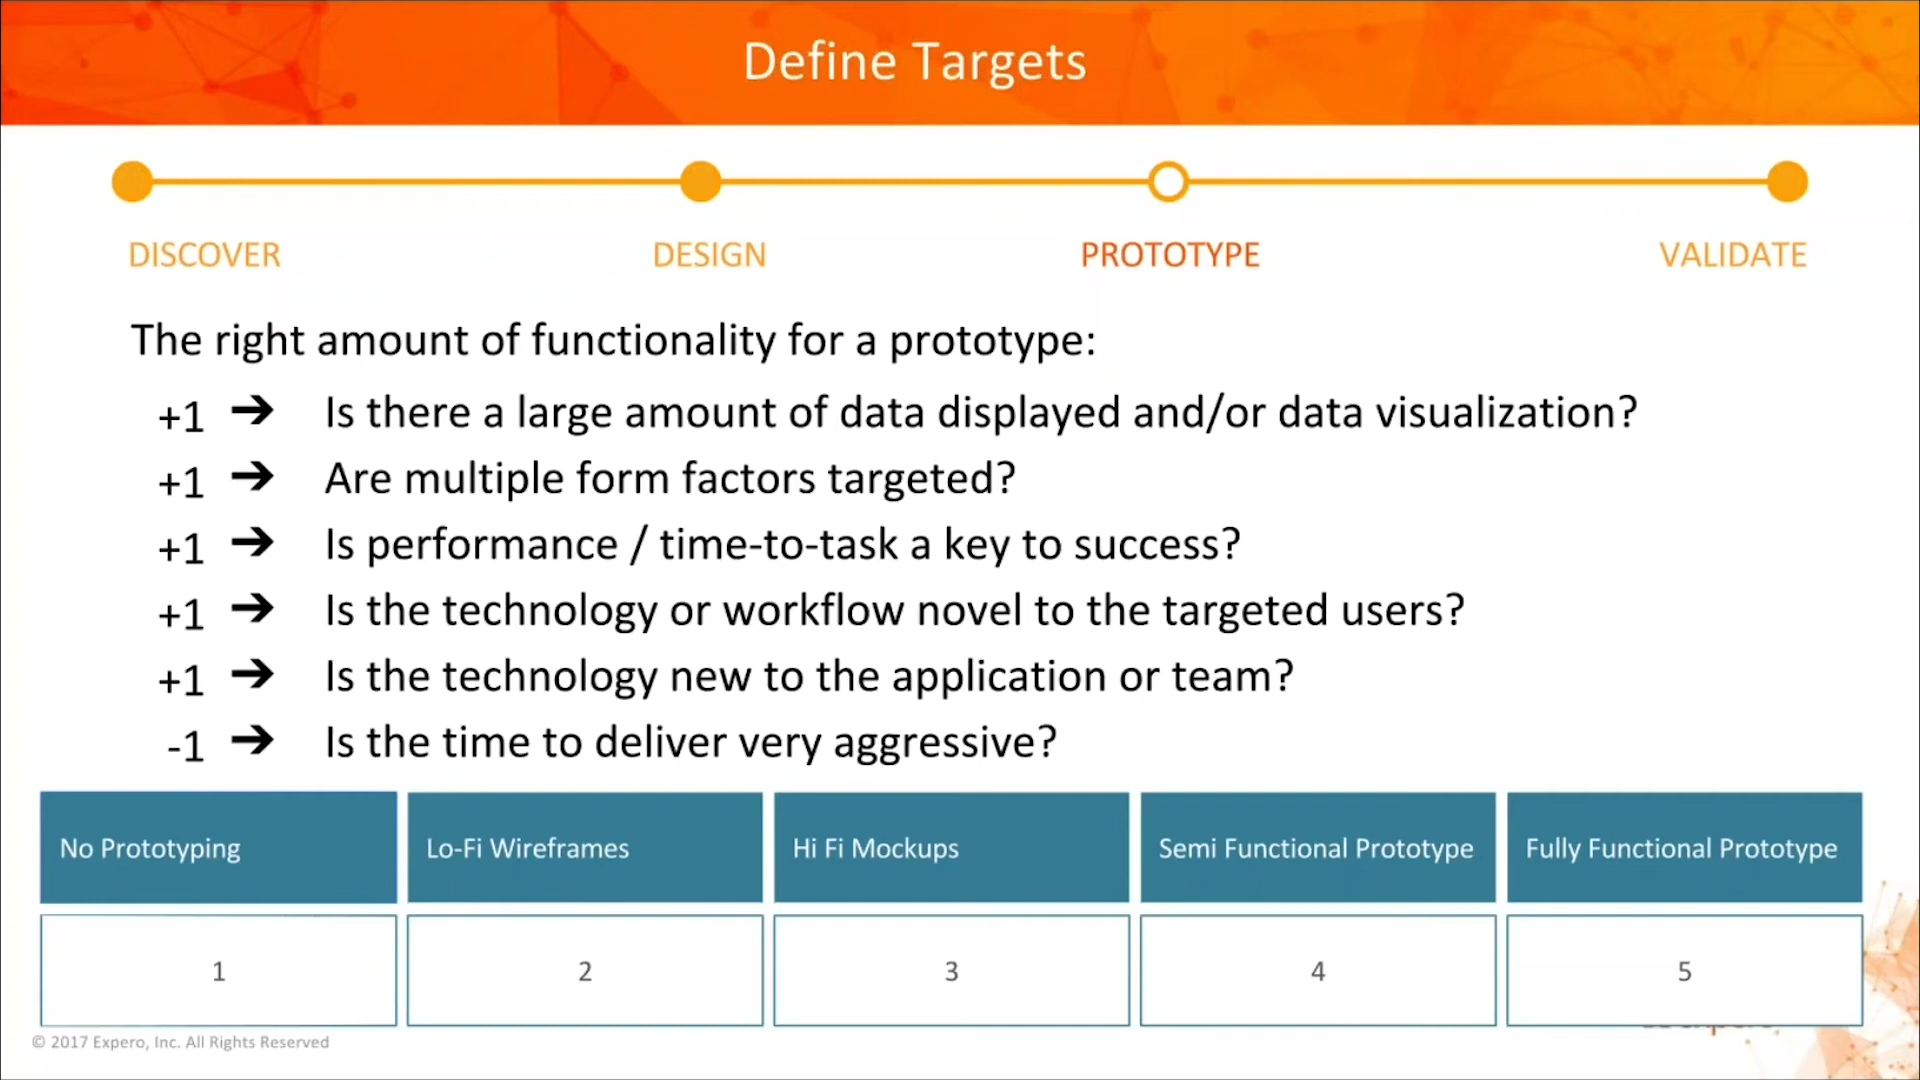 Define Targets
DISCOVER
DESIGN
PROTOTYPE
VALIDATE
The right amount of functionality for a prototype:
+1 ➔ Is there a large amount of data displayed and/or data visualization?
+1 ➔ Are multiple form factors targeted?
+1 ➔ Is performance / time-to-task a key to success?
+1 ➔ Is the technology or workflow novel to the targeted users?
+1 ➔ Is the technology new to the application or team?
-1 ➔ Is the time to deliver very aggressive?
No Prototyping
Lo-Fi Wireframes
Hi Fi Mockups
Semi Functional Prototype
Fully Functional Prototype
1
2
3
4
5
© 2017 Expero, Inc. All Rights Reserved